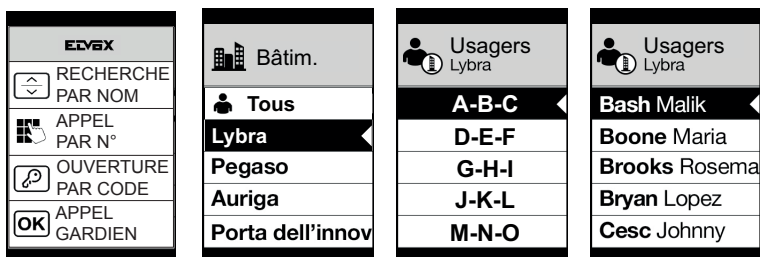 ELVOX
RECHERCHE
PAR NOM
APPEL
PAR N°
OUVERTURE
PAR CODE
OK
APPEL
GARDIEN
Bâtim.
Tous
Lybra
Pegaso
Auriga
Porta dell'innov
Usagers
Lybra
A-B-C
D-E-F
G-H-I
J-K-L
M-N-O
Usagers
Lybra
Bash Malik
Boone Maria
Brooks Rosema
Bryan Lopez
Cesc Johnny